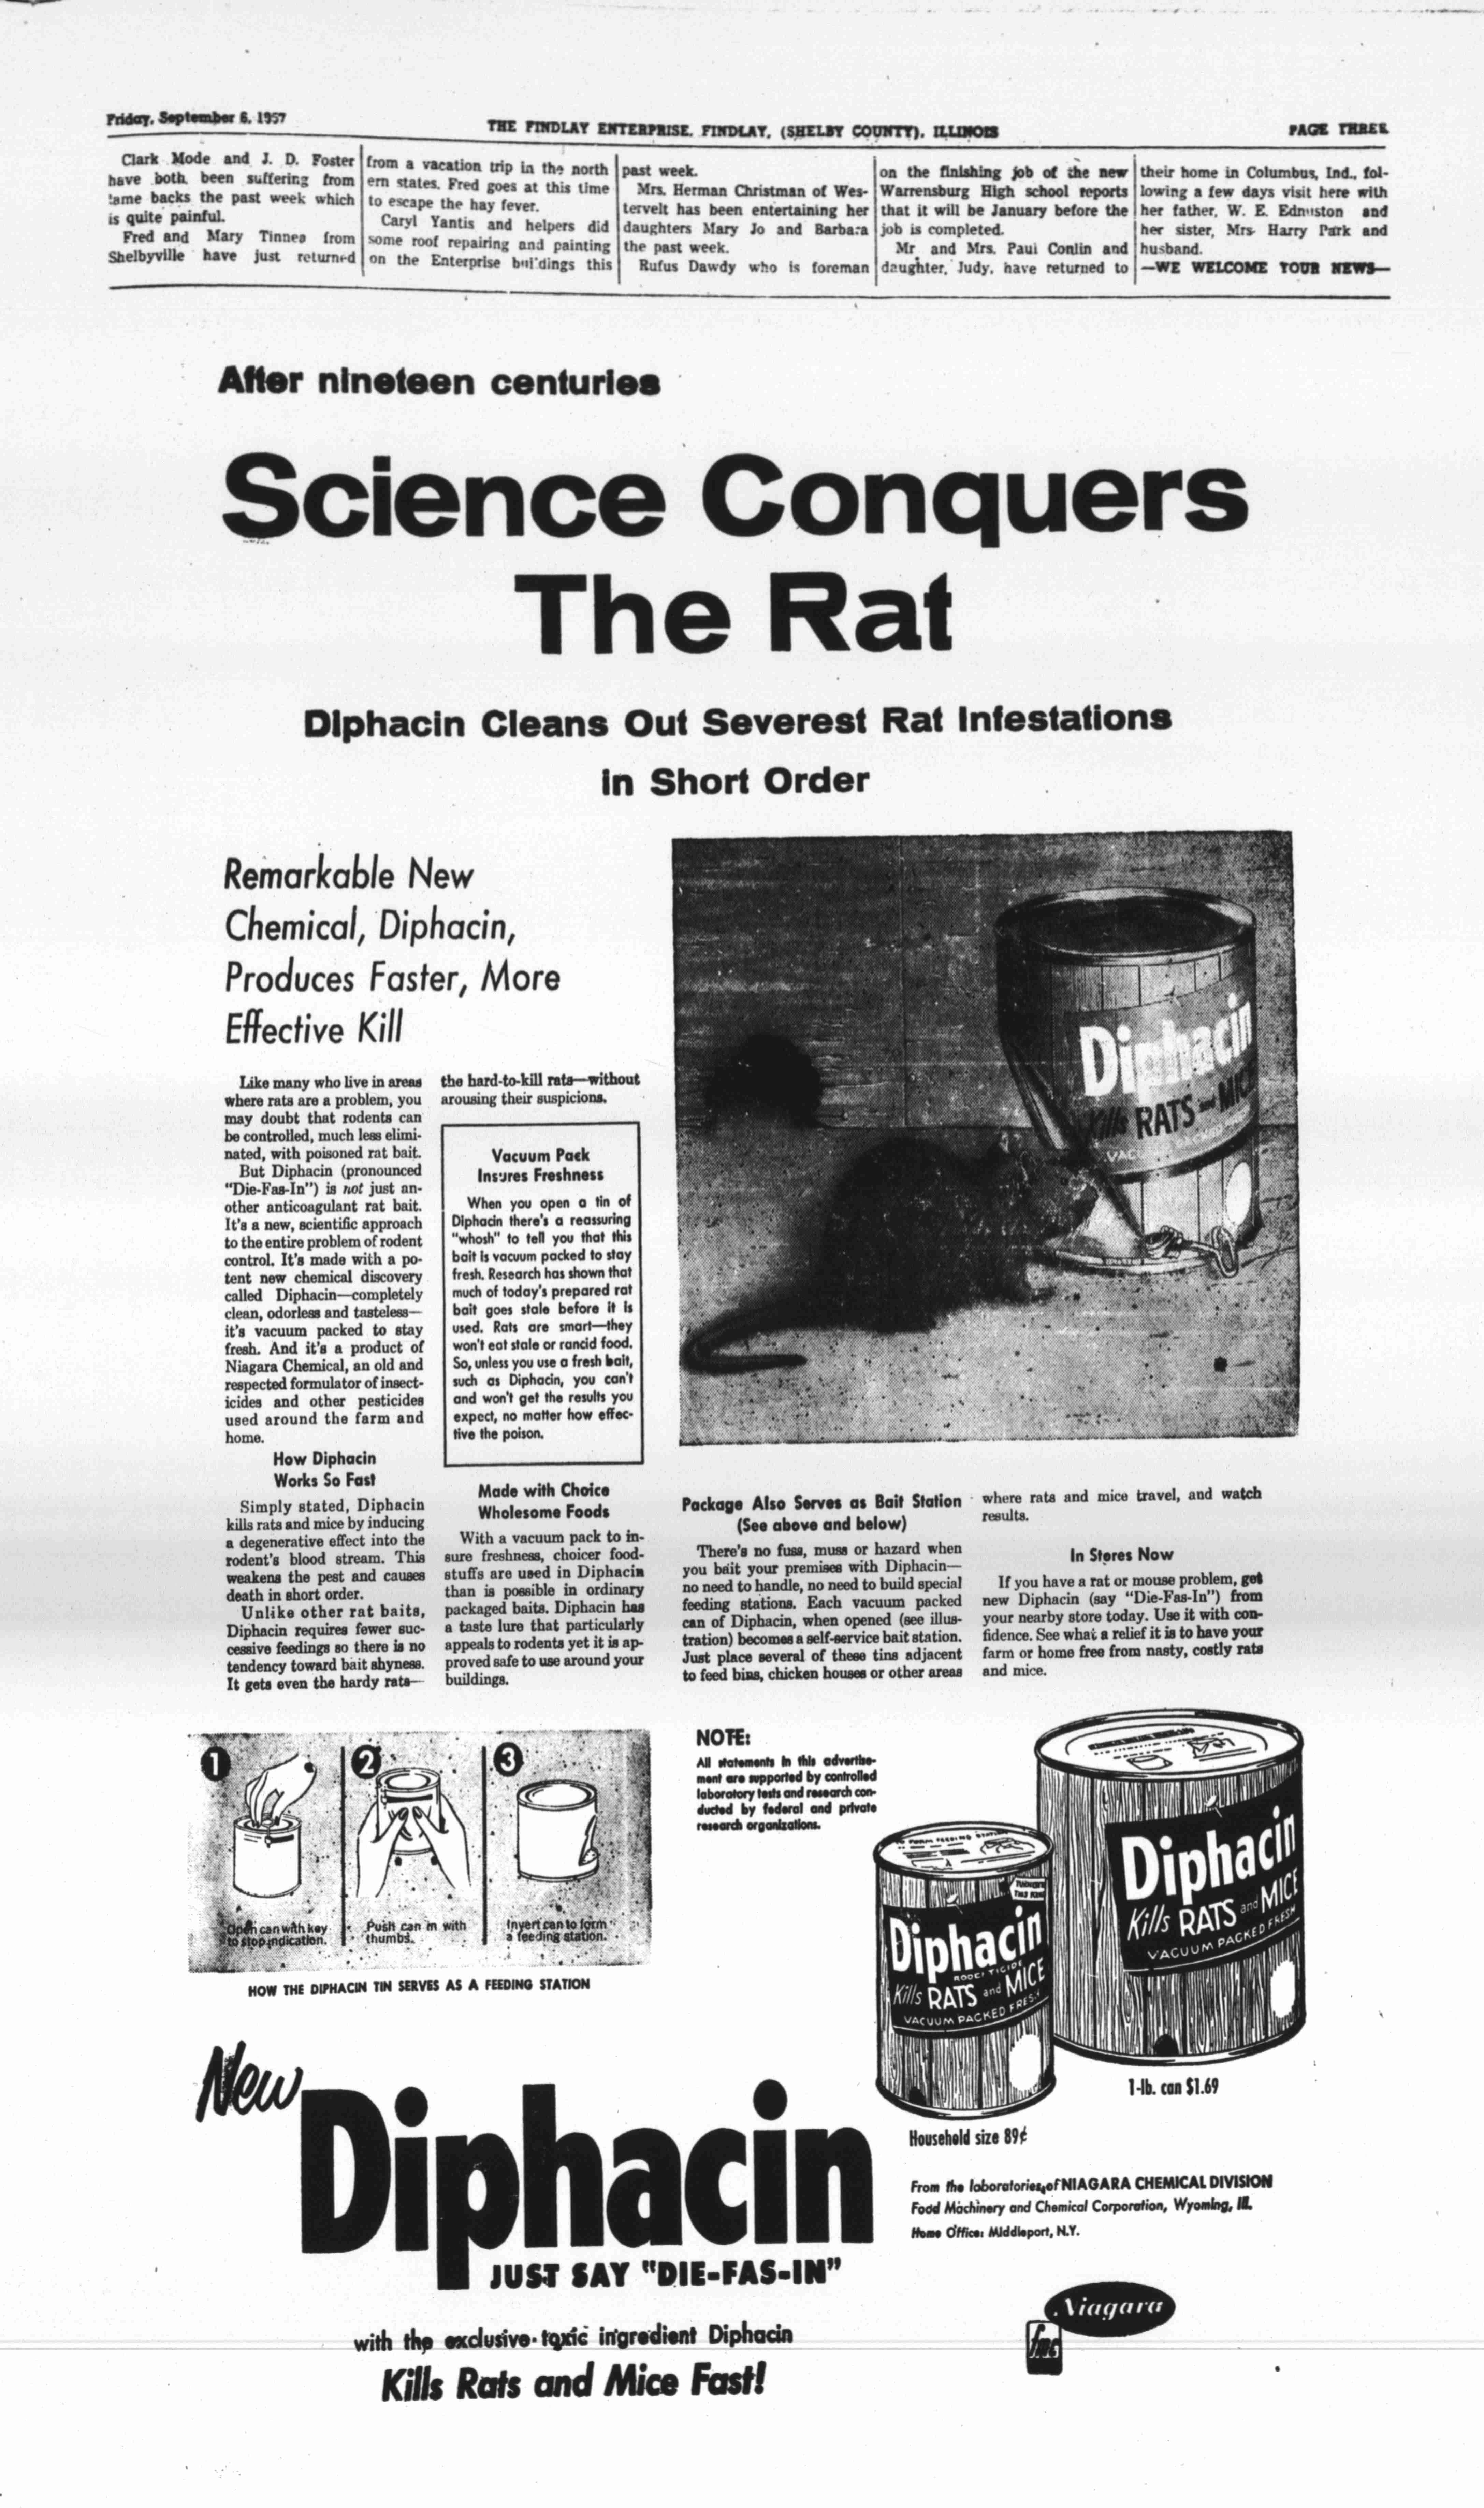 Friday, September 6, 1957
THE FINDLAY ENTERPRISE, FINDLAY, (SHELBY COUNTY), ILLINOIS
PAGE THREE
Clark Mode and J. D. Foster
have both been suffering from
lame backs the past week which
is quite painful.
Fred and Mary Tinnea from
Shelbyville have just returned
from a vacation trip in the north
ern states. Fred goes at this time
to escape the hay fever.
Caryl Yantis and helpers did
some roof repairing and painting
on the Enterprise buildings this
past week.
Mrs. Herman Christman of Wes-
tervelt has been entertaining her
daughters Mary Jo and Barbara
the past week.
Rufus Dawdy who is foreman
on the finishing job of the new
Warrensburg High school reports
that it will be January before the
job is completed.
Mr. and Mrs. Paul Conlin and
daughter, Judy, have returned to
their home in Columbus, Ind., fol-
lowing a few days visit here with
her father, W. E. Edmiston and
her sister, Mrs. Harry Park and
husband.
—WE WELCOME YOUR NEWS—
After nineteen centuries
Science Conquers
The Rat
Diphacin Cleans Out Severest Rat Infestations
in Short Order
Remarkable New
Chemical, Diphacin,
Produces Faster, More
Effective Kill
Like many who live in areas
where rats are a problem, you
may doubt that rodents can
be controlled, much less elimi-
nated, with poisoned rat bait.
But Diphacin (pronounced
"Die-Fas-In") is not just an-
other anticoagulant rat bait.
It's a new, scientific approach
to the entire problem of rodent
control. It's made with a po-
tent new chemical discovery
called Diphacin—completely
clean, odorless and tasteless—
it's vacuum packed to stay
fresh. And it's a product of
Niagara Chemical, an old and
respected formulator of insect-
icides and other pesticides
used around the farm and
home.
How Diphacin
Works So Fast
Simply stated, Diphacin
kills rats and mice by inducing
a degenerative effect into the
rodent's blood stream. This
weakens the pest and causes
death in short order.
Unlike other rat baits,
Diphacin requires fewer suc-
cessive feedings so there is no
tendency toward bait shyness.
It gets even the hardy rats—
the hard-to-kill rats—without
arousing their suspicions.
Vacuum Pack
Insures Freshness
When you open a tin of
Diphacin there's a reassuring
"whosh" to tell you that this
bait is vacuum packed to stay
fresh. Research has shown that
much of today's prepared rat
bait goes stale before it is
used. Rats are smart—they
won't eat stale or rancid food.
So, unless you use a fresh bait,
such as Diphacin, you can't
and won't get the results you
expect, no matter how effec-
tive the poison.
Made with Choice
Wholesome Foods
With a vacuum pack to in-
sure freshness, choicer food-
stuffs are used in Diphacin
than is possible in ordinary
packaged baits. Diphacin has
a taste lure that particularly
appeals to rodents yet it is ap-
proved safe to use around your
buildings.
Diphacin
Kills RATS and MIC
VAC
Package Also Serves as Bait Station
(See above and below)
There's no fuss, muss or hazard when
you bait your premises with Diphacin—
no need to handle, no need to build special
feeding stations. Each vacuum packed
can of Diphacin, when opened (see illus-
tration) becomes a self-service bait station.
Just place several of these tins adjacent
to feed bins, chicken houses or other areas
where rats and mice travel, and watch
results.
In Stores Now
If you have a rat or mouse problem, get
new Diphacin (say "Die-Fas-In") from
your nearby store today. Use it with con-
fidence. See what a relief it is to have your
farm or home free from nasty, costly rats
and mice.
1
2
3
Open can with key
to stop indication.
Push can in with
thumbs.
Invert can to form
a feeding station.
HOW THE DIPHACIN TIN SERVES AS A FEEDING STATION
NOTE:
All statements in this advertise-
ment are supported by controlled
laboratory tests and research con-
ducted by federal and private
research organizations.
Diphacin
RODENTICIDE
Kills RATS and MICE
VACUUM PACKED FRESH
Diphacin
Kills RATS and MICE
VACUUM PACKED FRESH
1-lb. can $1.69
Household size 89¢
New
Diphacin
JUST SAY "DIE-FAS-IN"
with the exclusive toxic ingredient Diphacin
Kills Rats and Mice Fast!
From the laboratories of NIAGARA CHEMICAL DIVISION
Food Machinery and Chemical Corporation, Wyoming, Ill.
Home Office: Middleport, N.Y.
Niagara
fmc